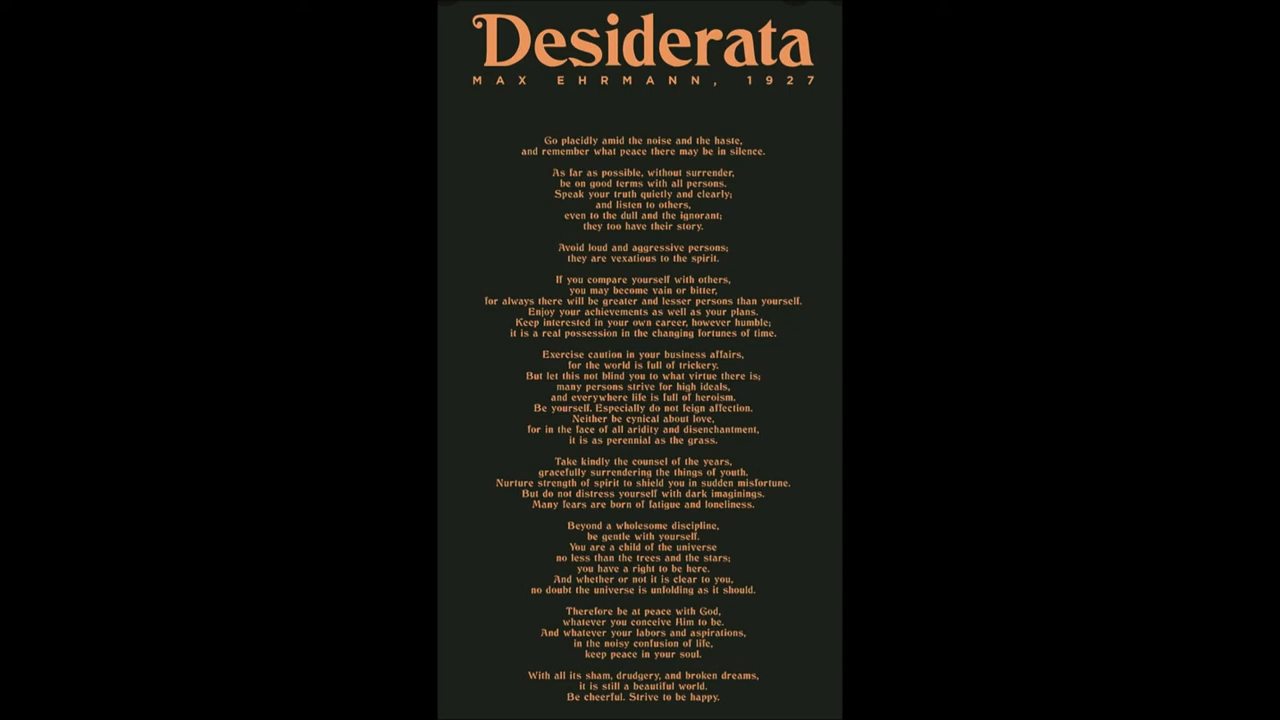 Desiderata
MAX EHRMANN, 1927
Go placidly amid the noise and the haste,
and remember what peace there may be in silence.
As far as possible, without surrender,
be on good terms with all persons.
Speak your truth quietly and clearly;
and listen to others,
even to the dull and the ignorant;
they too have their story.
Avoid loud and aggressive persons;
they are vexatious to the spirit.
If you compare yourself with others,
you may become vain or bitter,
for always there will be greater and lesser persons than yourself.
Enjoy your achievements as well as your plans.
Keep interested in your own career, however humble;
it is a real possession in the changing fortunes of time.
Exercise caution in your business affairs,
for the world is full of trickery.
But let this not blind you to what virtue there is;
many persons strive for high ideals,
and everywhere life is full of heroism.
Be yourself. Especially do not feign affection.
Neither be cynical about love,
for in the face of all aridity and disenchantment,
it is as perennial as the grass.
Take kindly the counsel of the years,
gracefully surrendering the things of youth.
Nurture strength of spirit to shield you in sudden misfortune.
But do not distress yourself with dark imaginings.
Many fears are born of fatigue and loneliness.
Beyond a wholesome discipline,
be gentle with yourself.
You are a child of the universe
no less than the trees and the stars;
you have a right to be here.
And whether or not it is clear to you,
no doubt the universe is unfolding as it should.
Therefore be at peace with God,
whatever you conceive Him to be.
And whatever your labors and aspirations,
in the noisy confusion of life,
keep peace in your soul.
With all its sham, drudgery, and broken dreams,
it is still a beautiful world.
Be cheerful. Strive to be happy.